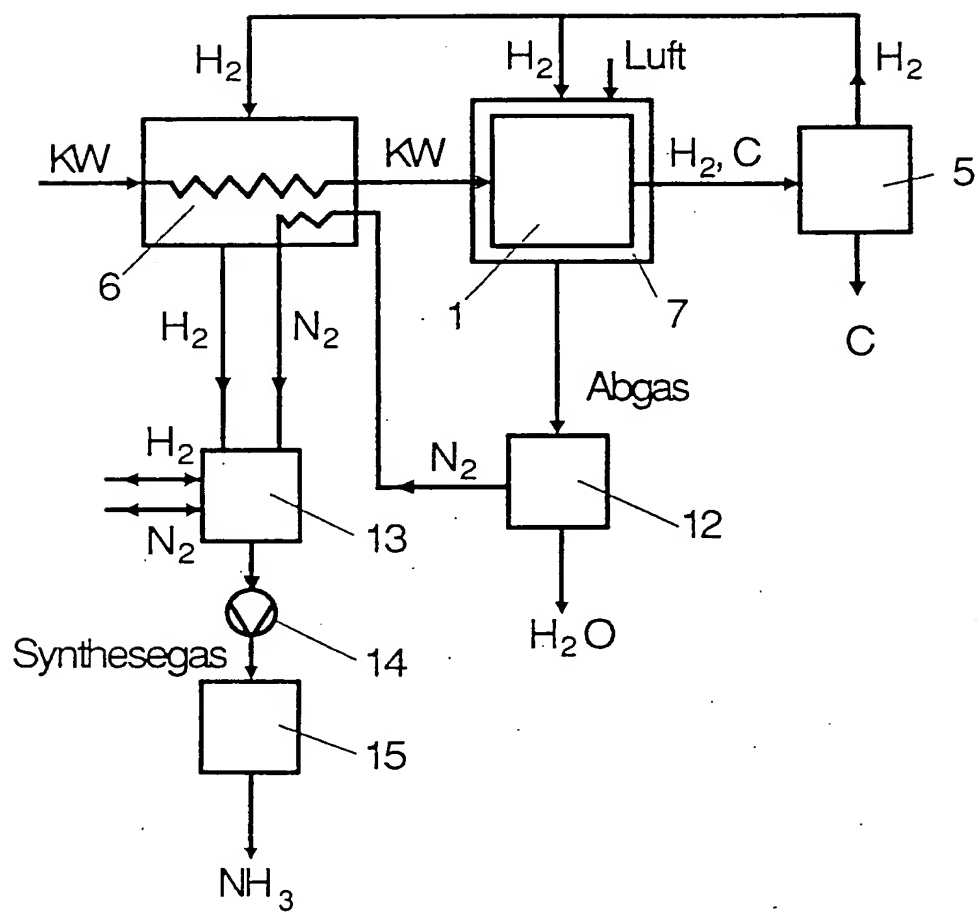 H₂
H₂
Luft
H₂
KW
KW
H₂, C
5
6
1
7
H₂
N₂
C
Abgas
H₂
N₂
N₂
13
12
Synthesegas
14
H₂O
15
NH₃